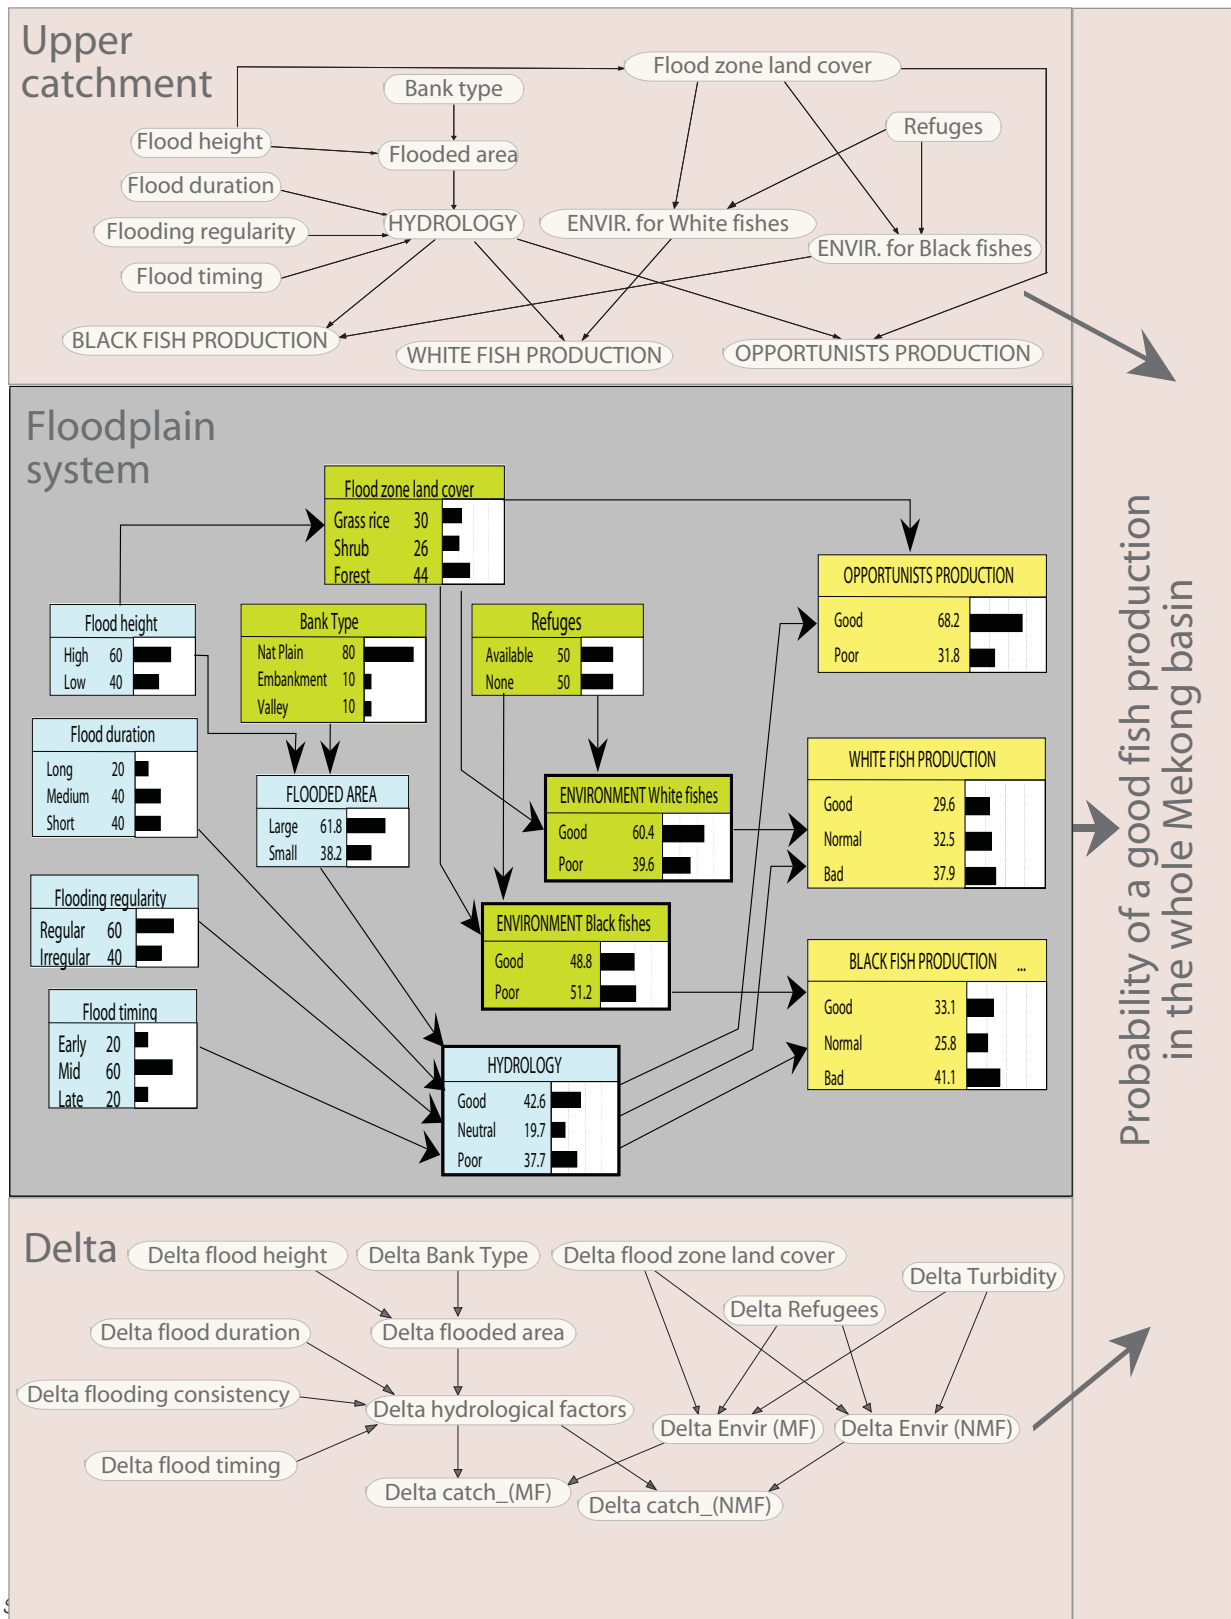 Upper
catchment
Flood zone land cover
Bank type
Refuges
Flood height
Flooded area
Flood duration
HYDROLOGY
ENVIR. for White fishes
Flooding regularity
ENVIR. for Black fishes
Flood timing
BLACK FISH PRODUCTION
WHITE FISH PRODUCTION
OPPORTUNISTS PRODUCTION
Floodplain
system
Flood zone land cover
Grass rice 30
Shrub 26
Forest 44
Flood height
High 60
Low 40
Bank Type
Nat Plain 80
Embankment 10
Valley 10
Refuges
Available 50
None 50
OPPORTUNISTS PRODUCTION
Good 68.2
Poor 31.8
Flood duration
Long 20
Medium 40
Short 40
FLOODED AREA
Large 61.8
Small 38.2
ENVIRONMENT White fishes
Good 60.4
Poor 39.6
WHITE FISH PRODUCTION
Good 29.6
Normal 32.5
Bad 37.9
Flooding regularity
Regular 60
Irregular 40
ENVIRONMENT Black fishes
Good 48.8
Poor 51.2
BLACK FISH PRODUCTION ...
Good 33.1
Normal 25.8
Bad 41.1
Flood timing
Early 20
Mid 60
Late 20
HYDROLOGY
Good 42.6
Neutral 19.7
Poor 37.7
Probability of a good fish production
in the whole Mekong basin
Delta
Delta flood height
Delta Bank Type
Delta flood zone land cover
Delta Turbidity
Delta Refugees
Delta flood duration
Delta flooded area
Delta flooding consistency
Delta hydrological factors
Delta Envir (MF)
Delta Envir (NMF)
Delta flood timing
Delta catch_(MF)
Delta catch_(NMF)